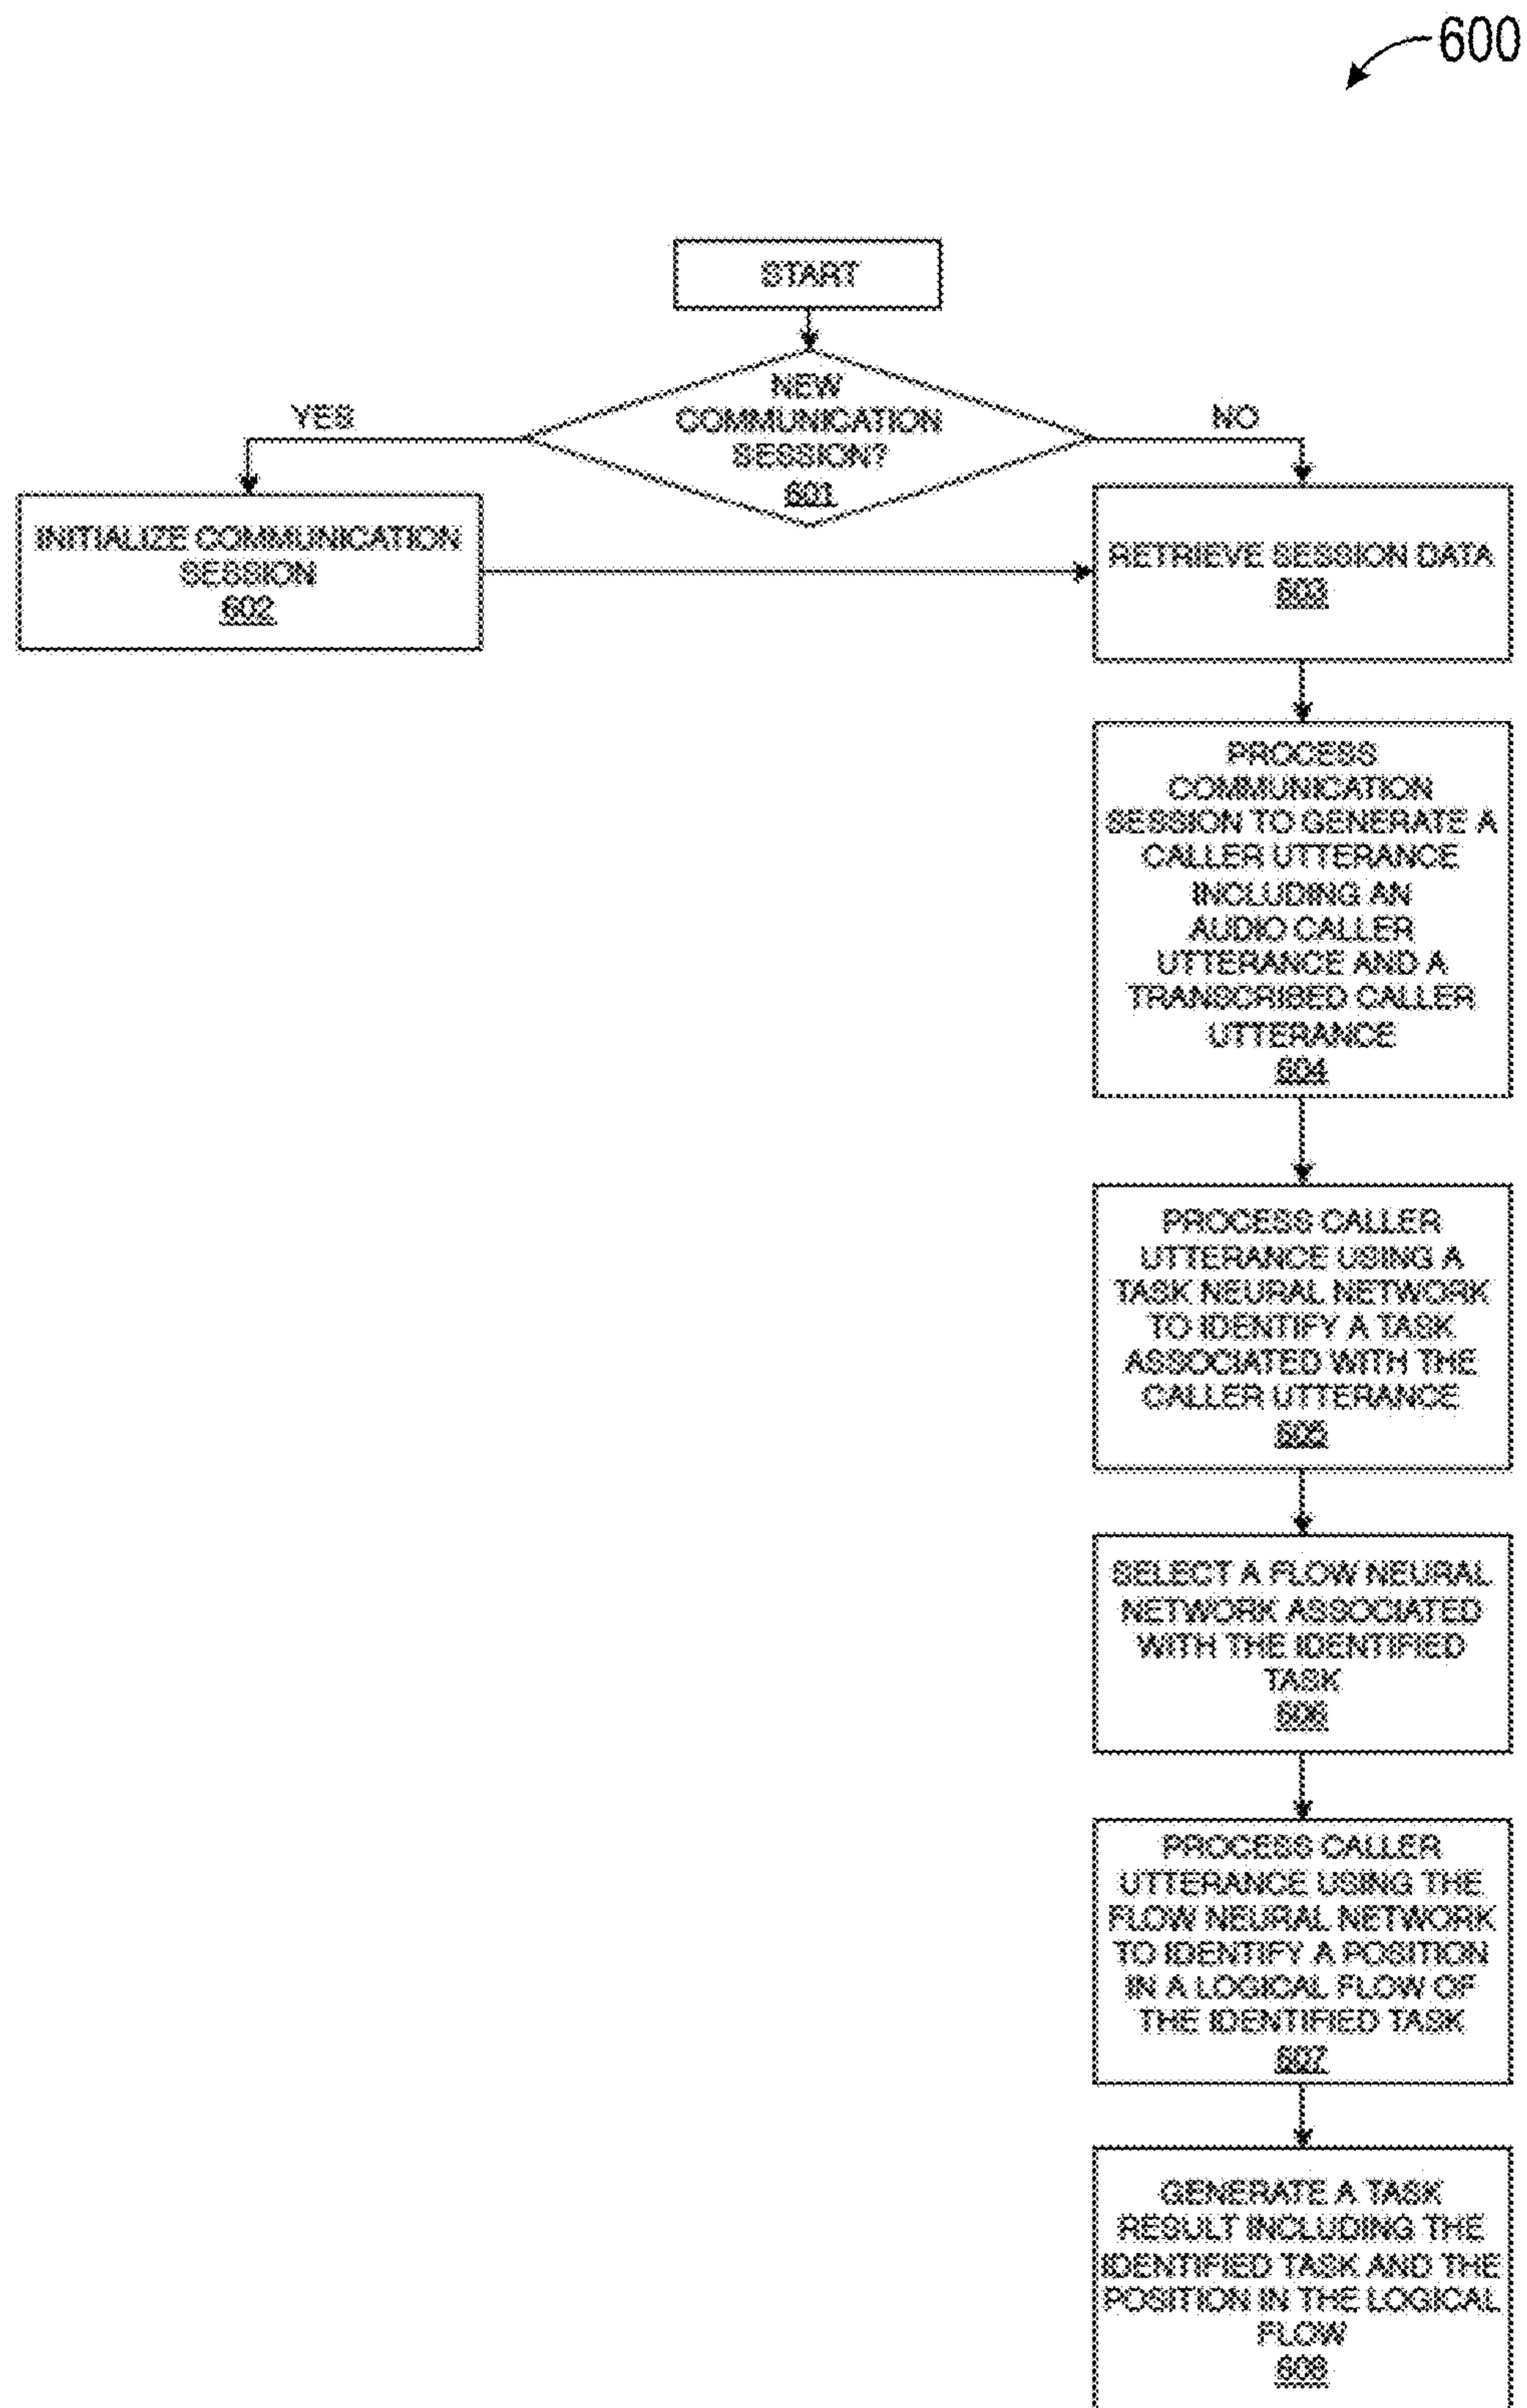 600
START
NEW
COMMUNICATION
SESSION?
601
YES
NO
INITIALIZE COMMUNICATION
SESSION
602
RETRIEVE SESSION DATA
603
PROCESS
COMMUNICATION
SESSION TO GENERATE A
CALLER UTTERANCE
INCLUDING AN
AUDIO CALLER
UTTERANCE AND A
TRANSCRIBED CALLER
UTTERANCE
604
PROCESS CALLER
UTTERANCE USING A
TASK NEURAL NETWORK
TO IDENTIFY A TASK
ASSOCIATED WITH THE
CALLER UTTERANCE
605
SELECT A FLOW NEURAL
NETWORK ASSOCIATED
WITH THE IDENTIFIED
TASK
606
PROCESS CALLER
UTTERANCE USING THE
FLOW NEURAL NETWORK
TO IDENTIFY A POSITION
IN A LOGICAL FLOW OF
THE IDENTIFIED TASK
607
GENERATE A TASK
RESULT INCLUDING THE
IDENTIFIED TASK AND THE
POSITION IN THE LOGICAL
FLOW
608